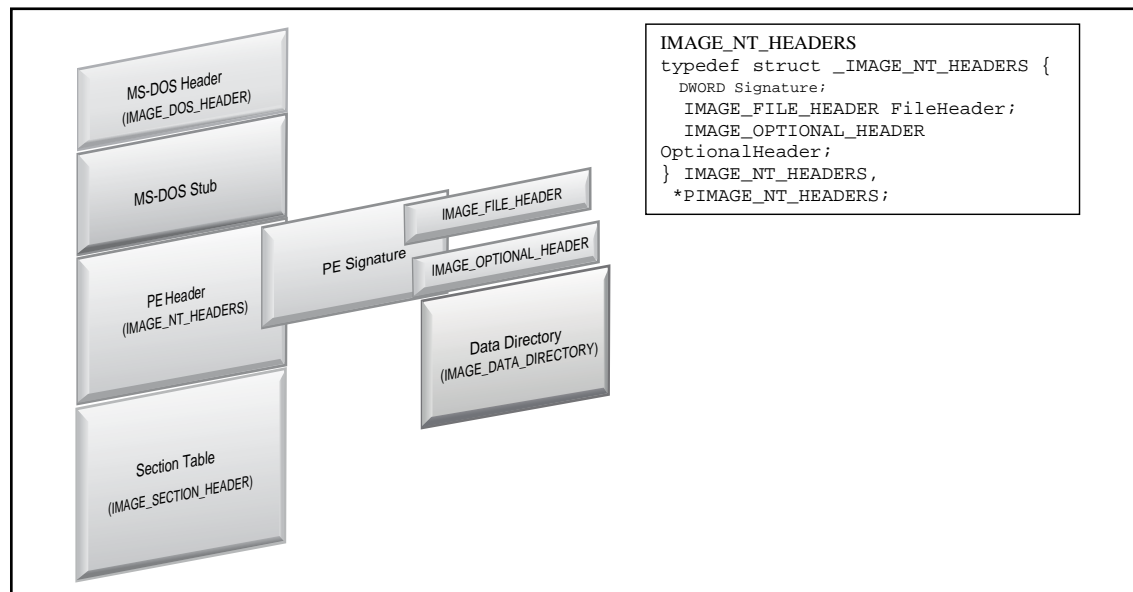 MS-DOS Header
(IMAGE_DOS_HEADER)
MS-DOS Stub
PE Header
(IMAGE_NT_HEADERS)
Section Table
(IMAGE_SECTION_HEADER)
PE Signature
IMAGE_FILE_HEADER
IMAGE_OPTIONAL_HEADER
Data Directory
(IMAGE_DATA_DIRECTORY)
IMAGE_NT_HEADERS
typedef struct _IMAGE_NT_HEADERS {
DWORD Signature;
IMAGE_FILE_HEADER FileHeader;
IMAGE_OPTIONAL_HEADER
OptionalHeader;
} IMAGE_NT_HEADERS,
*PIMAGE_NT_HEADERS;